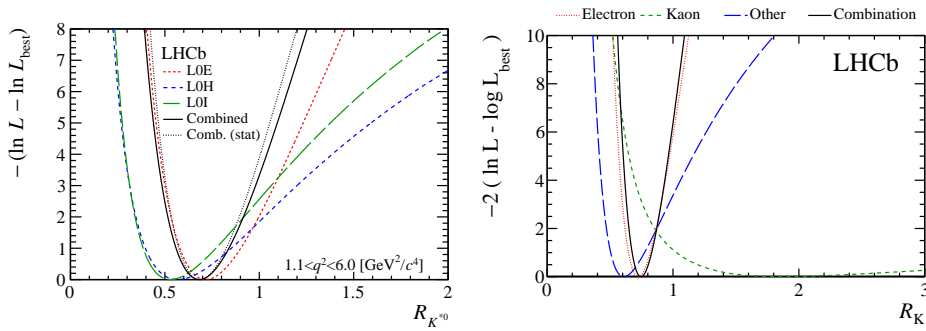 − (ln L − ln L_best)
8
7
6
5
4
3
2
1
0
LHCb
L0E
L0H
L0I
Combined
Comb. (stat)
1.1<q²<6.0 [GeV²/c⁴]
0 0.5 1 1.5 2
R_K*0
Electron Kaon Other Combination
−2 ( ln L - log L_best)
10
8
6
4
2
0
LHCb
0 1 2 3
R_K